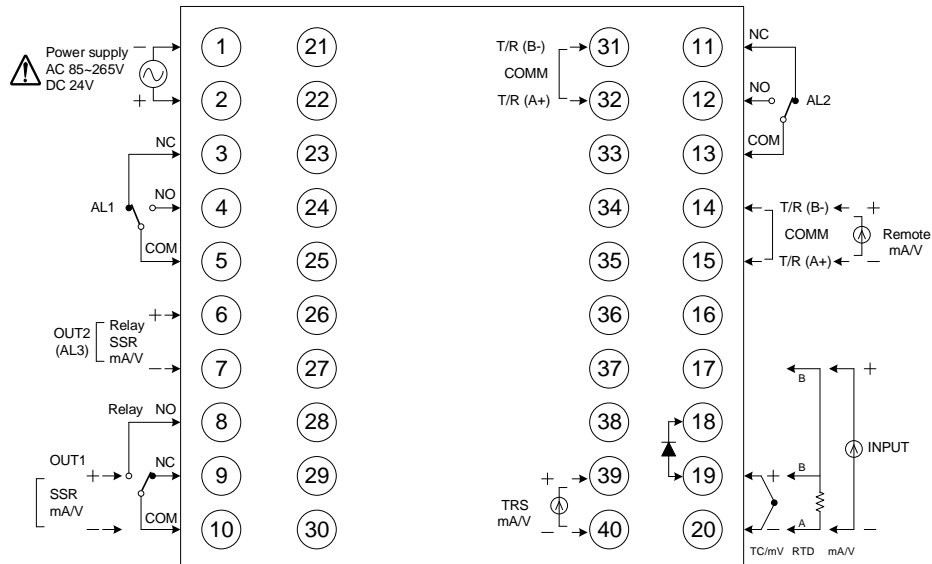 Power supply
AC 85~265V
DC 24V
−
+
1
21
2
22
NC
3
23
AL1
NO
4
24
COM
5
25
OUT2
(AL3)
Relay
SSR
mA/V
+
−
6
26
7
27
Relay
NO
8
28
OUT1
+
NC
9
29
SSR
mA/V
−
COM
10
30
T/R (B-)
COMM
T/R (A+)
31
11
NC
32
12
NO
AL2
33
13
COM
34
14
T/R (B-)
+
COMM
Remote
mA/V
35
15
T/R (A+)
−
36
16
37
17
B
+
38
18
INPUT
TRS
mA/V
+
−
39
19
+
B
40
20
−
A
−
TC/mV
RTD
mA/V